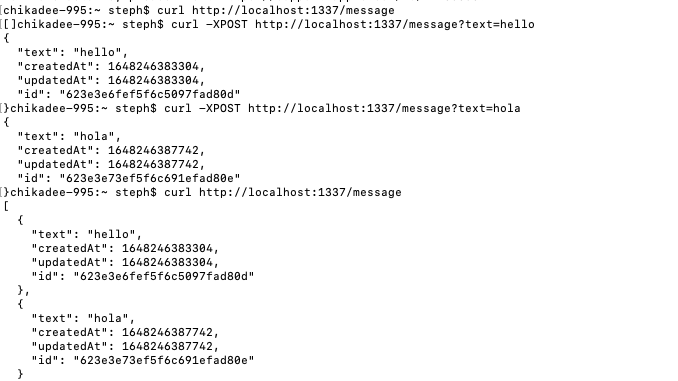 [chikadee-995:~ steph$ curl http://localhost:1337/message
[[]chikadee-995:~ steph$ curl -XPOST http://localhost:1337/message?text=hello
{
  "text": "hello",
  "createdAt": 1648246383304,
  "updatedAt": 1648246383304,
  "id": "623e3e6fef5f6c5097fad80d"
[}chikadee-995:~ steph$ curl -XPOST http://localhost:1337/message?text=hola
{
  "text": "hola",
  "createdAt": 1648246387742,
  "updatedAt": 1648246387742,
  "id": "623e3e73ef5f6c691efad80e"
[}chikadee-995:~ steph$ curl http://localhost:1337/message
[
  {
    "text": "hello",
    "createdAt": 1648246383304,
    "updatedAt": 1648246383304,
    "id": "623e3e6fef5f6c5097fad80d"
  },
  {
    "text": "hola",
    "createdAt": 1648246387742,
    "updatedAt": 1648246387742,
    "id": "623e3e73ef5f6c691efad80e"
  }